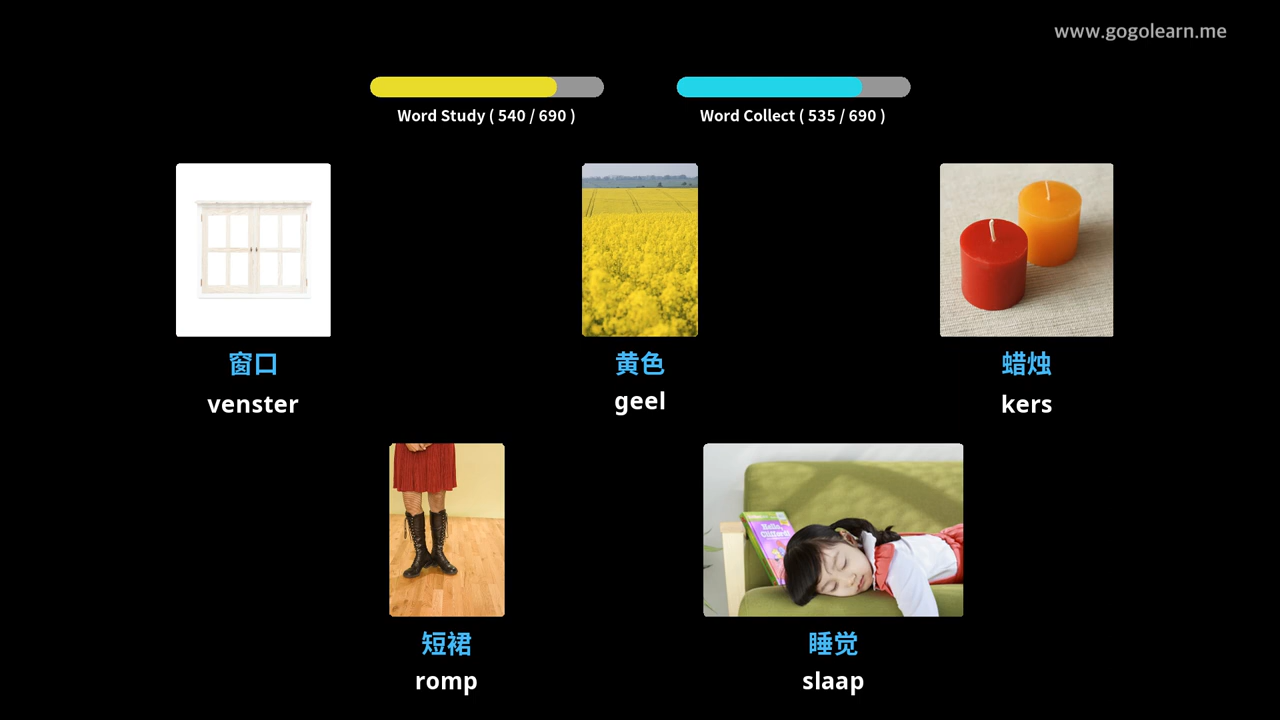 www.gogolearn.me
Word Study ( 540 / 690 )
Word Collect ( 535 / 690 )
窗口
venster
黄色
geel
蜡烛
kers
Hello,
短裙
romp
睡觉
slaap